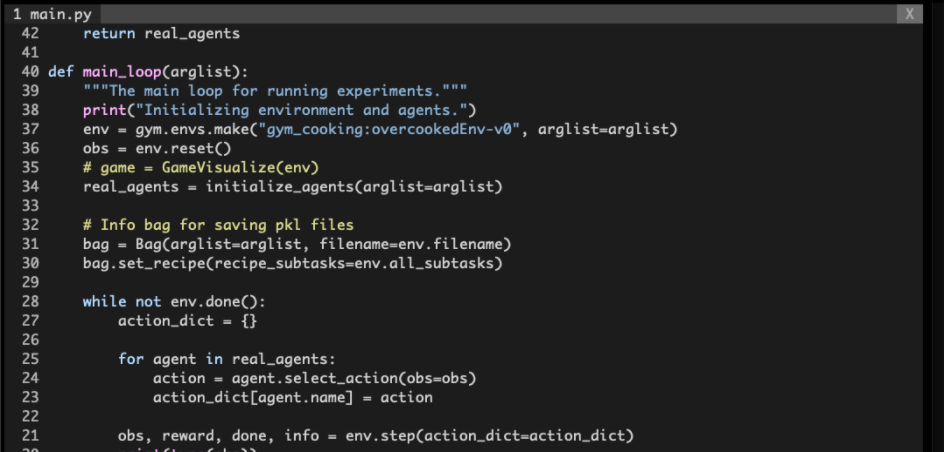 1 main.py X
42     return real_agents
41
40 def main_loop(arglist):
39     """The main loop for running experiments."""
38     print("Initializing environment and agents.")
37     env = gym.envs.make("gym_cooking:overcookedEnv-v0", arglist=arglist)
36     obs = env.reset()
35     # game = GameVisualize(env)
34     real_agents = initialize_agents(arglist=arglist)
33
32     # Info bag for saving pkl files
31     bag = Bag(arglist=arglist, filename=env.filename)
30     bag.set_recipe(recipe_subtasks=env.all_subtasks)
29
28     while not env.done():
27         action_dict = {}
26
25         for agent in real_agents:
24             action = agent.select_action(obs=obs)
23             action_dict[agent.name] = action
22
21         obs, reward, done, info = env.step(action_dict=action_dict)